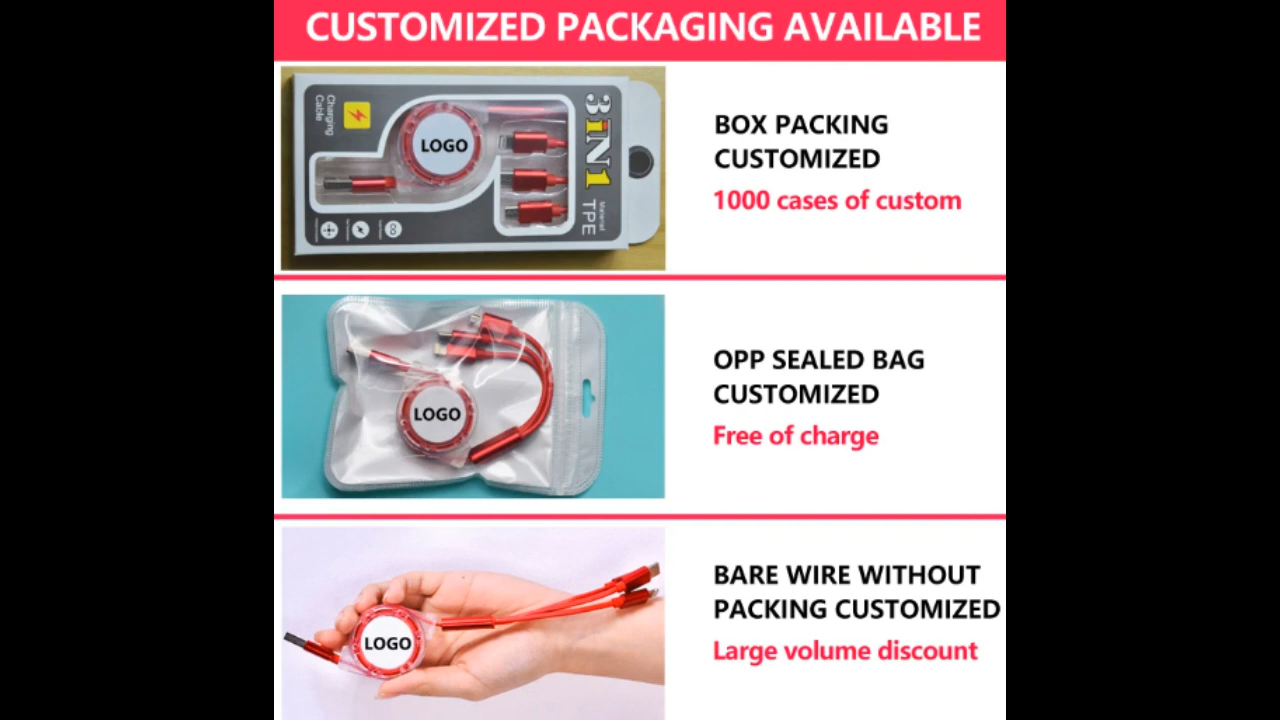 CUSTOMIZED PACKAGING AVAILABLE
Charging
Cable
LOGO
3iN1
Material
TPE
BOX PACKING
CUSTOMIZED
1000 cases of custom
LOGO
OPP SEALED BAG
CUSTOMIZED
Free of charge
LOGO
BARE WIRE WITHOUT
PACKING CUSTOMIZED
Large volume discount